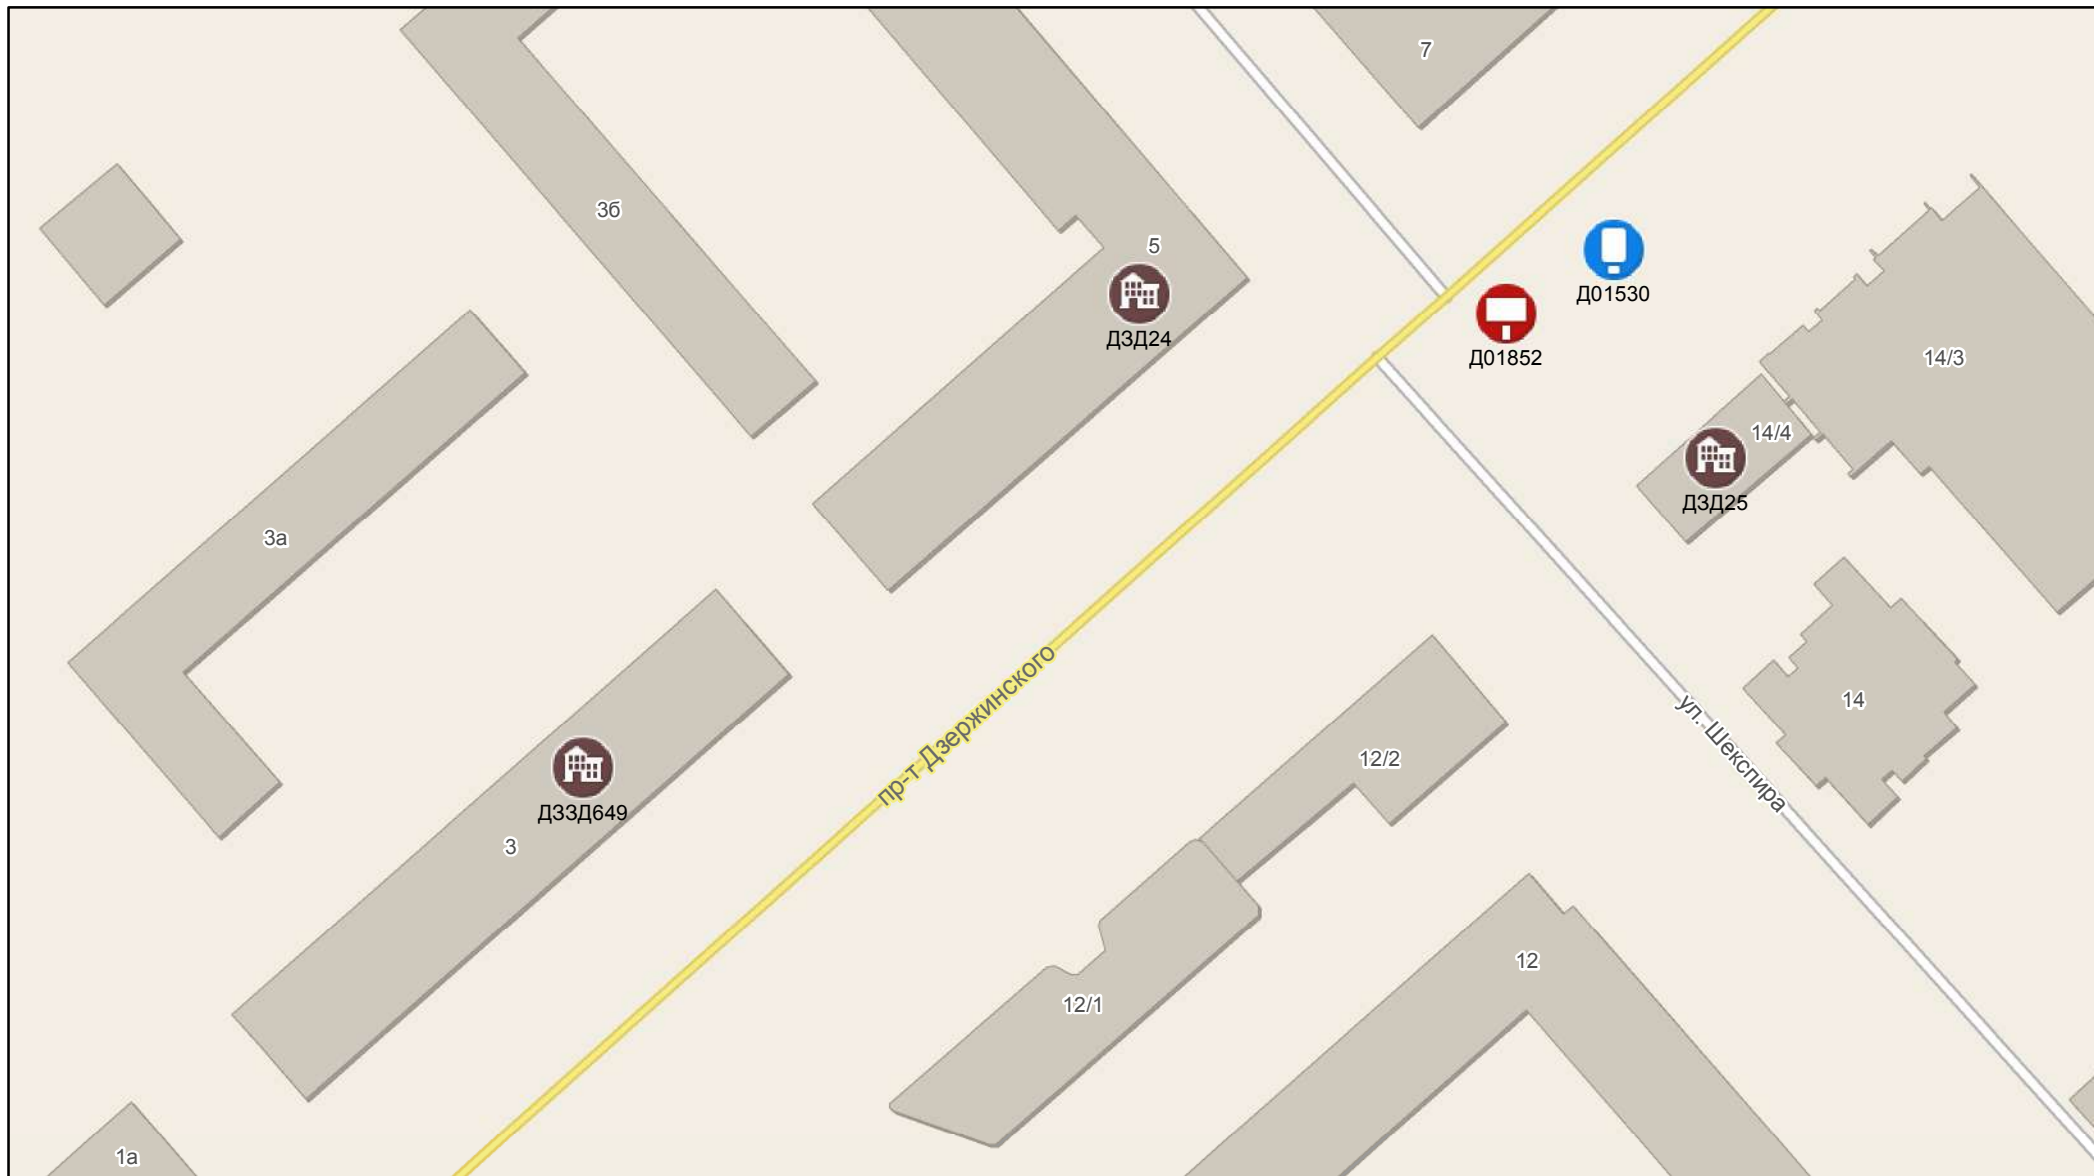 7
3б
5
ДЗД24
Д01530
Д01852
14/3
14/4
ДЗД25
3а
пр-т Дзержинского
14
ул. Шекспира
12/2
ДЗЗД649
3
12
12/1
1а